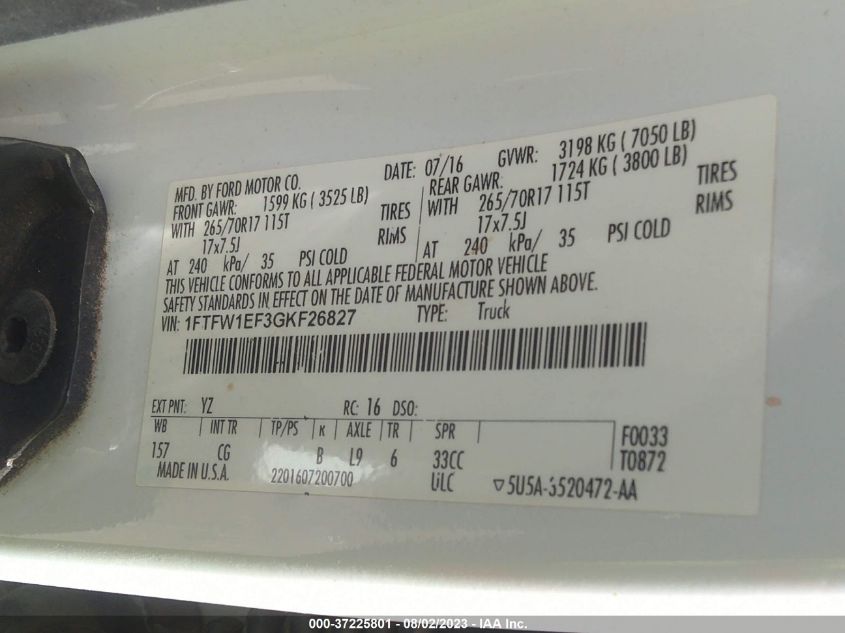 MFD. BY FORD MOTOR CO.
DATE: 07/16 GVWR: 3198 KG ( 7050 LB)
FRONT GAWR: 1599 KG ( 3525 LB)
REAR GAWR: 1724 KG ( 3800 LB)
WITH 265/70R17 115T TIRES
WITH 265/70R17 115T TIRES
17x7.5J RIMS
17x7.5J RIMS
AT 240 kPa/ 35 PSI COLD
AT 240 kPa/ 35 PSI COLD
THIS VEHICLE CONFORMS TO ALL APPLICABLE FEDERAL MOTOR VEHICLE
SAFETY STANDARDS IN EFFECT ON THE DATE OF MANUFACTURE SHOWN ABOVE.
VIN: 1FTFW1EF3GKF26827 TYPE: Truck
EXT PNT: YZ RC: 16 DSO:
WB INT TR TP/PS R AXLE TR SPR
F0033
157 CG B L9 6 33CC
T0872
MADE IN U.S.A. 2201607200700 UILC ▽5U5A-3520472-AA
000-37225801 - 08/02/2023 - IAA Inc.